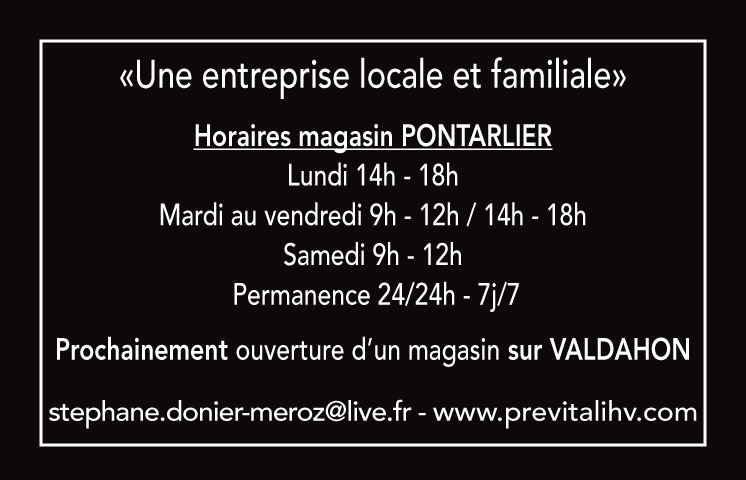 «Une entreprise locale et familiale»
Horaires magasin PONTARLIER
Lundi 14h - 18h
Mardi au vendredi 9h - 12h / 14h - 18h
Samedi 9h - 12h
Permanence 24/24h - 7j/7
Prochainement ouverture d'un magasin sur VALDAHON
stephane.donier-meroz@live.fr - www.previtalihv.com